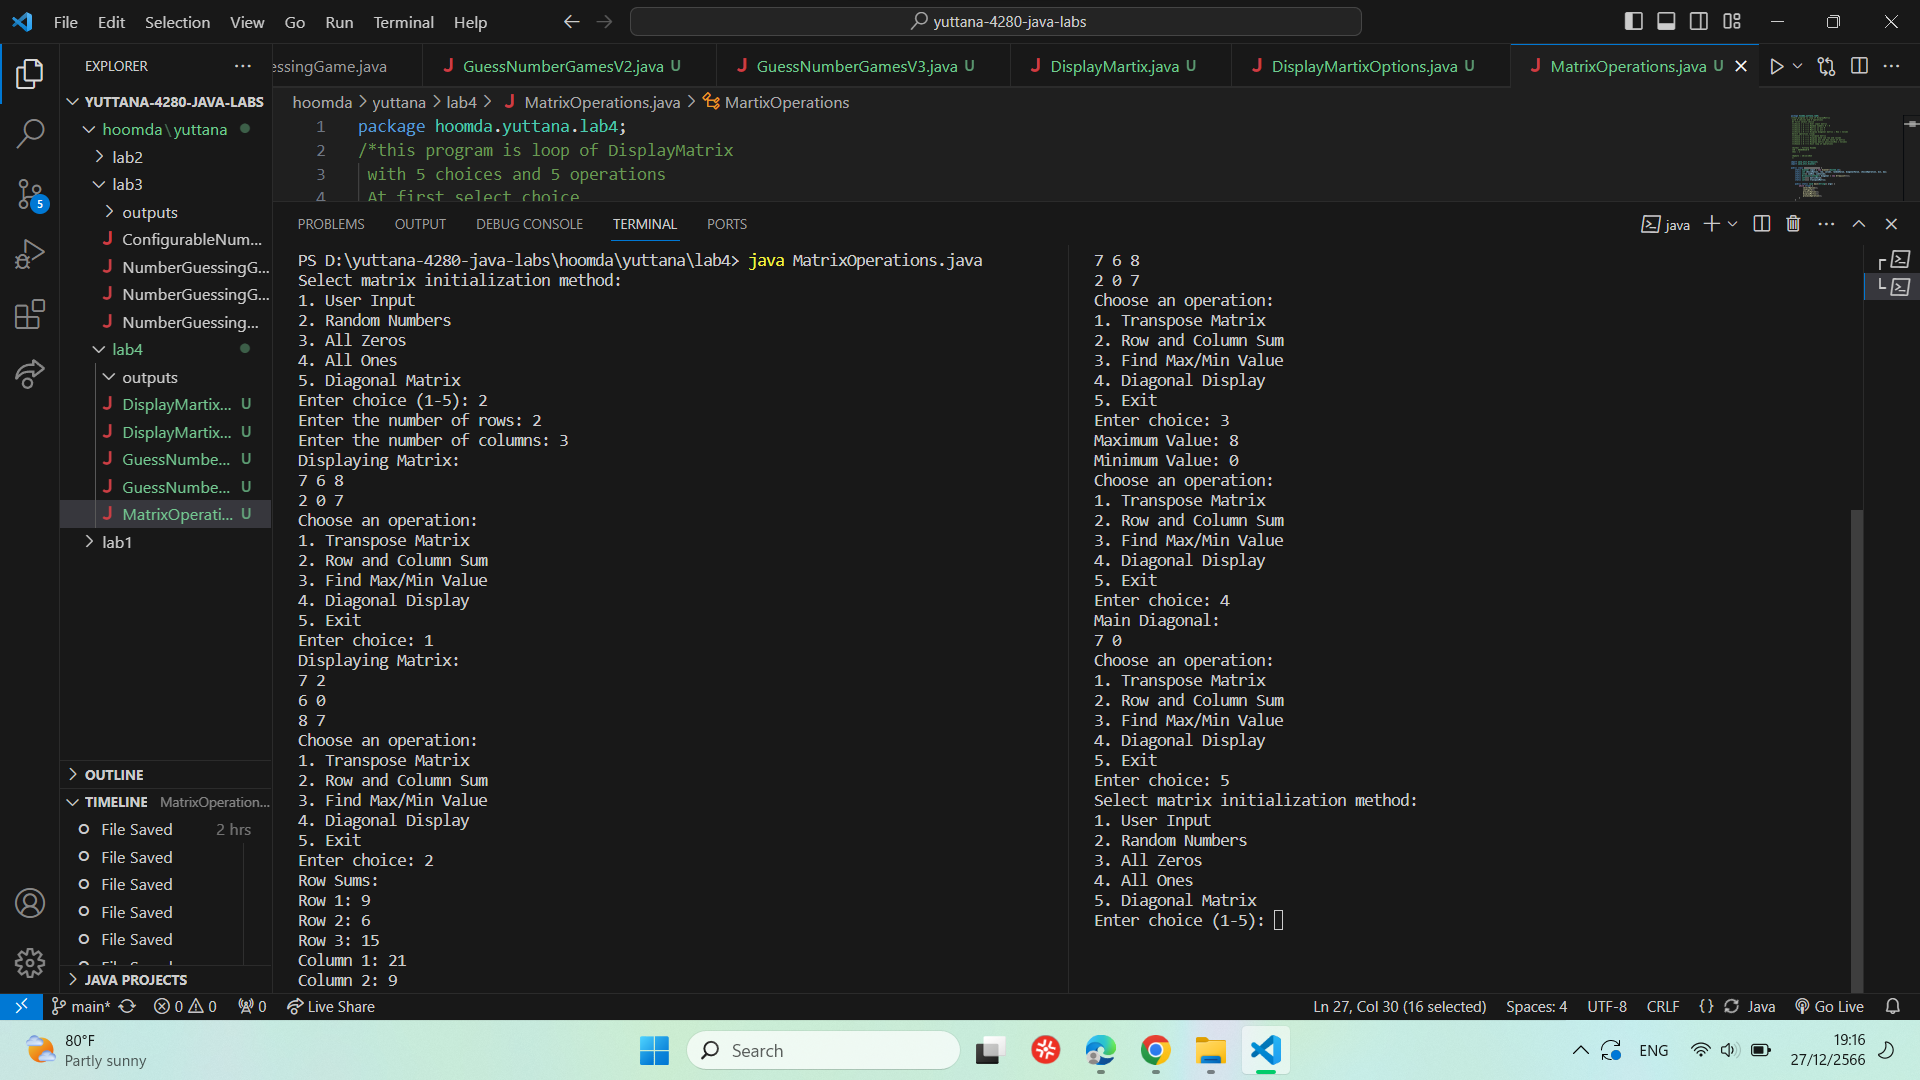 File Edit Selection View Go Run Terminal Help
yuttana-4280-java-labs
EXPLORER
YUTTANA-4280-JAVA-LABS
hoomda\yuttana
lab2
lab3
outputs
ConfigurableNum...
NumberGuessingG...
NumberGuessingG...
NumberGuessing...
lab4
outputs
DisplayMartix... U
DisplayMartix... U
GuessNumbe... U
GuessNumbe... U
MatrixOperati... U
lab1
OUTLINE
TIMELINE MatrixOperation...
File Saved 2 hrs
File Saved
File Saved
File Saved
File Saved
JAVA PROJECTS
essingGame.java
GuessNumberGamesV2.java U
GuessNumberGamesV3.java U
DisplayMartix.java U
DisplayMartixOptions.java U
MatrixOperations.java U
hoomda > yuttana > lab4 > MatrixOperations.java > MartixOperations
1 package hoomda.yuttana.lab4;
2 /*this program is loop of DisplayMatrix
3 with 5 choices and 5 operations
4 At first select choice
PROBLEMS OUTPUT DEBUG CONSOLE TERMINAL PORTS
java
PS D:\yuttana-4280-java-labs\hoomda\yuttana\lab4> java MatrixOperations.java
Select matrix initialization method:
1. User Input
2. Random Numbers
3. All Zeros
4. All Ones
5. Diagonal Matrix
Enter choice (1-5): 2
Enter the number of rows: 2
Enter the number of columns: 3
Displaying Matrix:
7 6 8
2 0 7
Choose an operation:
1. Transpose Matrix
2. Row and Column Sum
3. Find Max/Min Value
4. Diagonal Display
5. Exit
Enter choice: 1
Displaying Matrix:
7 2
6 0
8 7
Choose an operation:
1. Transpose Matrix
2. Row and Column Sum
3. Find Max/Min Value
4. Diagonal Display
5. Exit
Enter choice: 2
Row Sums:
Row 1: 9
Row 2: 6
Row 3: 15
Column 1: 21
Column 2: 9
7 6 8
2 0 7
Choose an operation:
1. Transpose Matrix
2. Row and Column Sum
3. Find Max/Min Value
4. Diagonal Display
5. Exit
Enter choice: 3
Maximum Value: 8
Minimum Value: 0
Choose an operation:
1. Transpose Matrix
2. Row and Column Sum
3. Find Max/Min Value
4. Diagonal Display
5. Exit
Enter choice: 4
Main Diagonal:
7 0
Choose an operation:
1. Transpose Matrix
2. Row and Column Sum
3. Find Max/Min Value
4. Diagonal Display
5. Exit
Enter choice: 5
Select matrix initialization method:
1. User Input
2. Random Numbers
3. All Zeros
4. All Ones
5. Diagonal Matrix
Enter choice (1-5):
5
main* 0 0 0 Live Share
Ln 27, Col 30 (16 selected) Spaces: 4 UTF-8 CRLF {} Java Go Live
80°F
Partly sunny
Search
ENG
19:16
27/12/2566